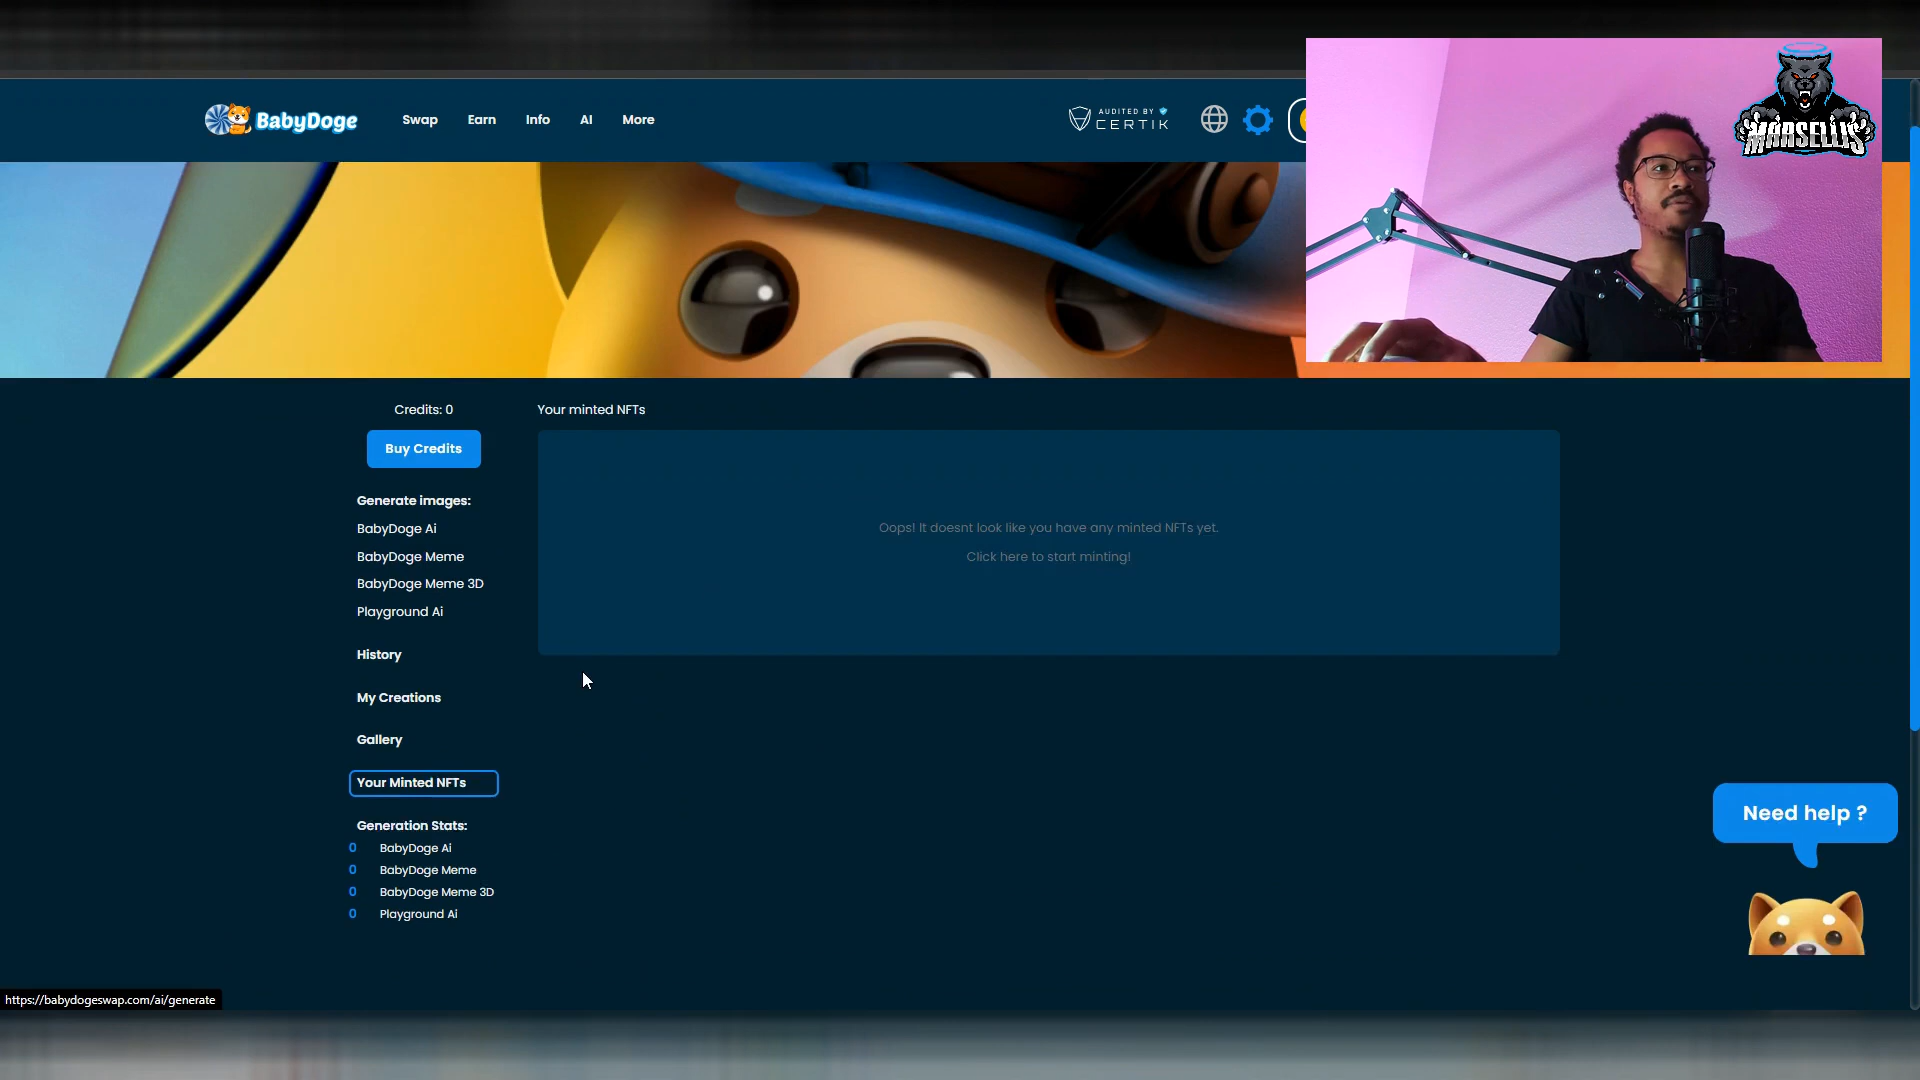 BabyDoge
Swap
Earn
Info
AI
More
AUDITED BY
CERTIK
MARSELLIS
Credits: 0
Buy Credits
Generate images:
BabyDoge Ai
BabyDoge Meme
BabyDoge Meme 3D
Playground Ai
History
My Creations
Gallery
Your Minted NFTs
Generation Stats:
0 BabyDoge Ai
0 BabyDoge Meme
0 BabyDoge Meme 3D
0 Playground Ai
Your minted NFTs
Oops! It doesnt look like you have any minted NFTs yet.
Click here to start minting!
Need help ?
https://babydogeswap.com/ai/generate